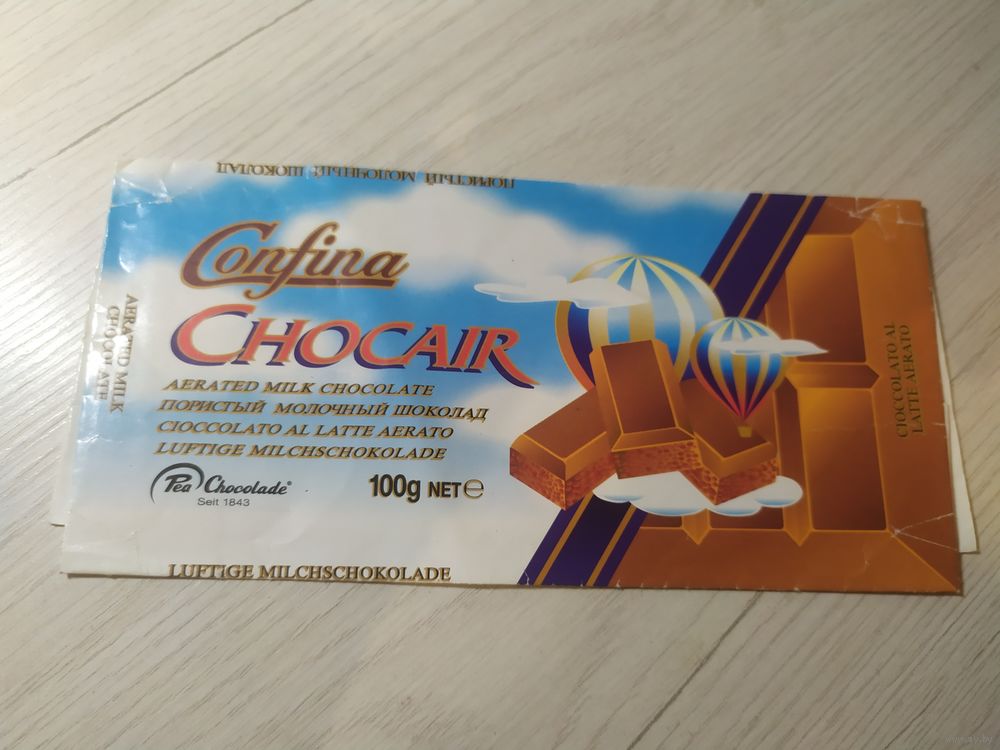 ПОРИСТЫЙ МОЛОЧНЫЙ ШОКОЛАД
Confina
CHOCAIR
AERATED MILK CHOCOLATE
ПОРИСТЫЙ МОЛОЧНЫЙ ШОКОЛАД
CIOCCOLATO AL LATTE AERATO
LUFTIGE MILCHSCHOKOLADE
Pea Chocolade®
Seit 1843
100g NET ℮
LUFTIGE MILCHSCHOKOLADE
AERATED MILK
CHOCOLATE
CIOCCOLATO AL
LATTE AERATO